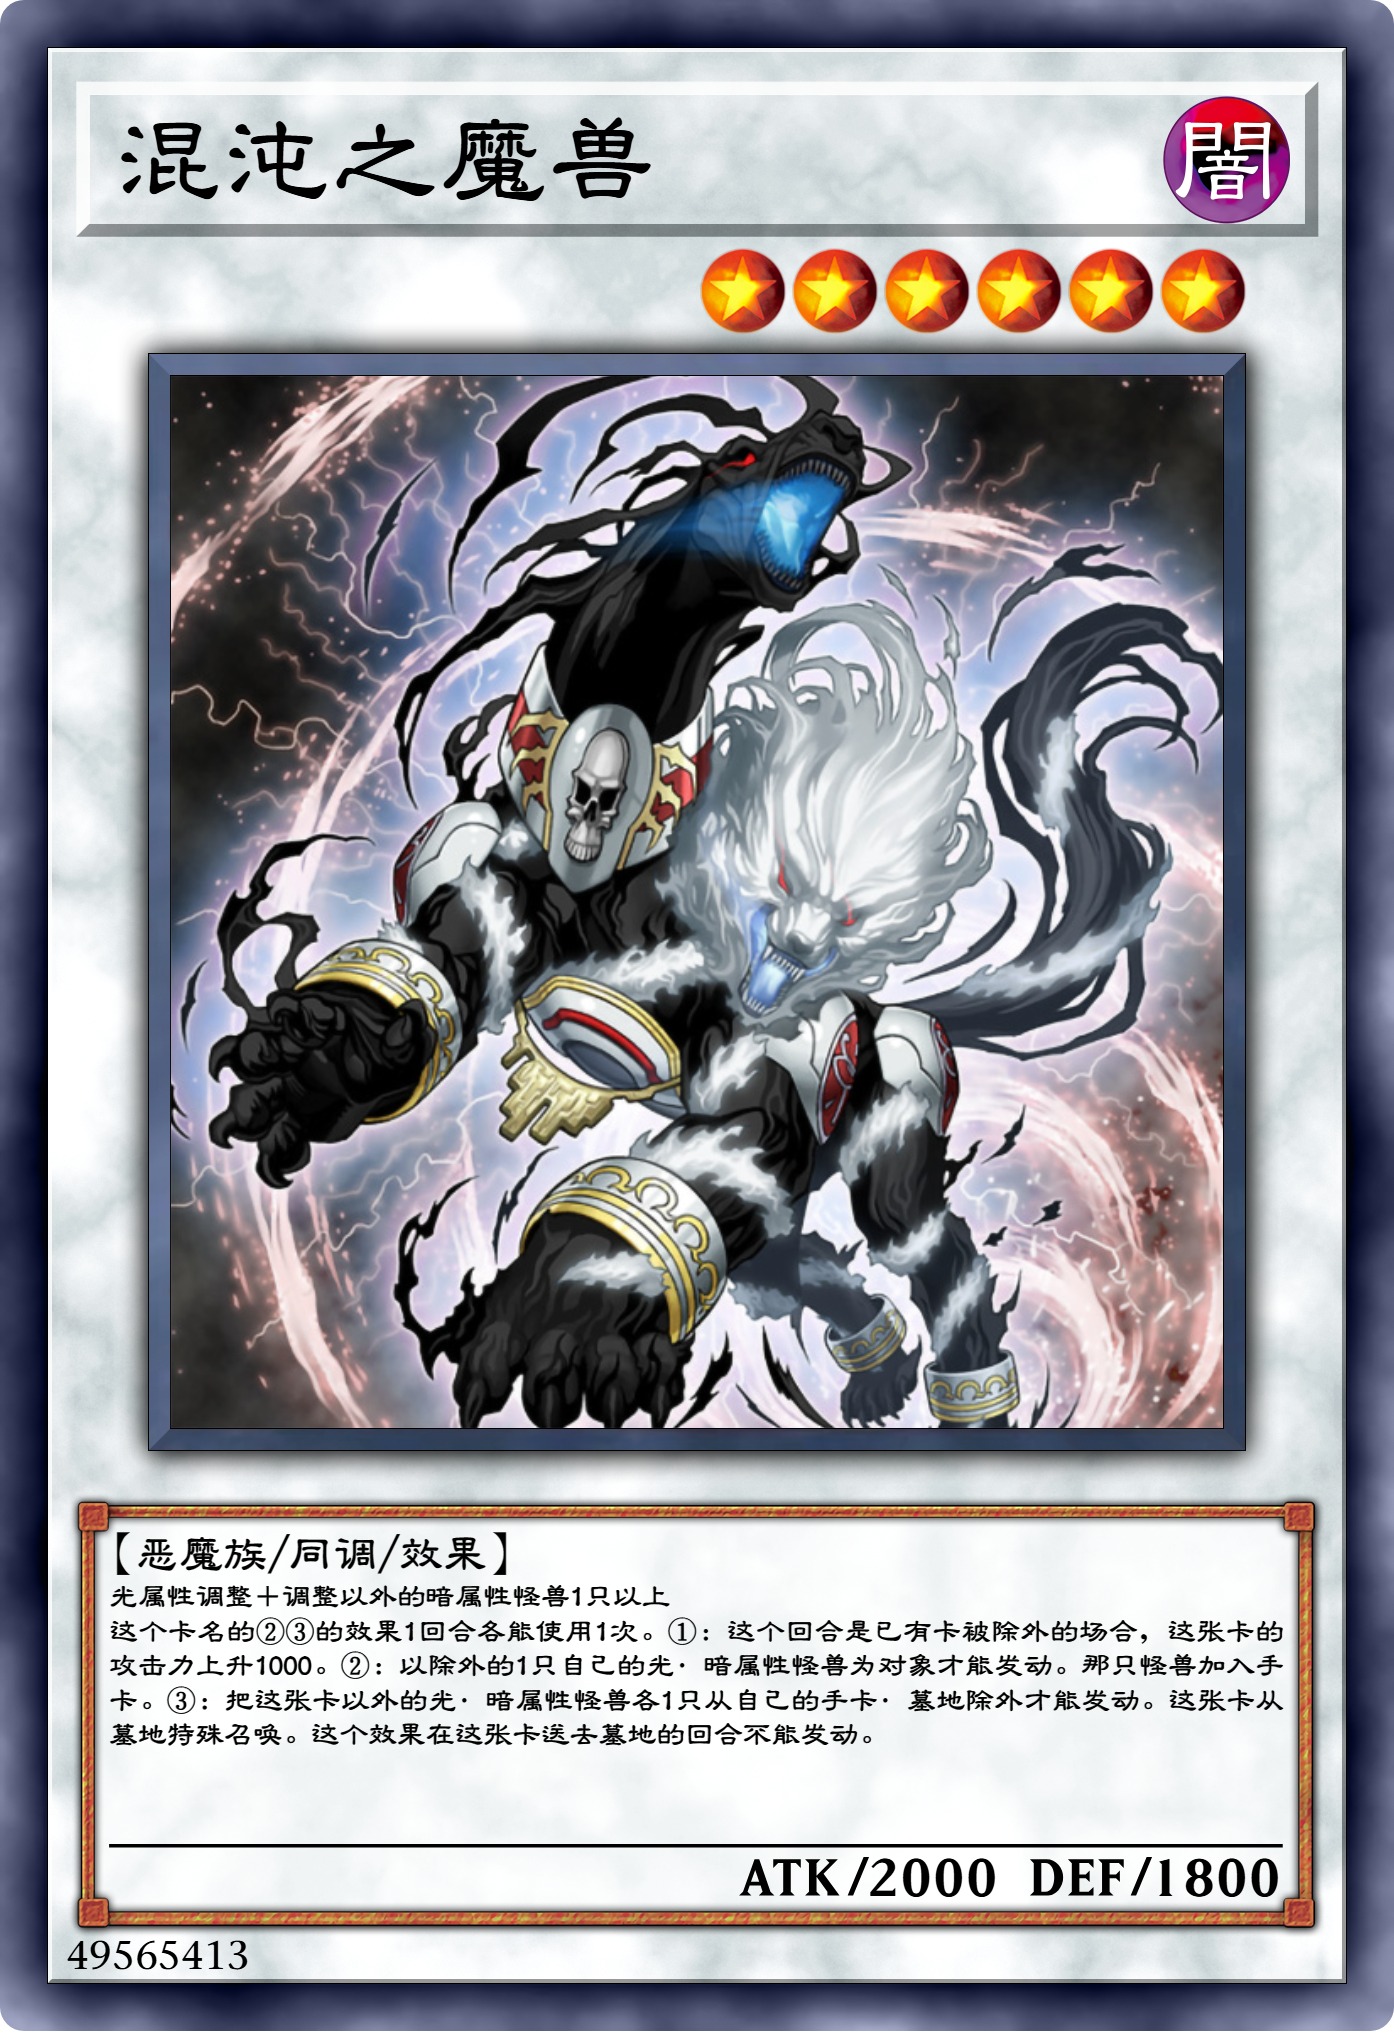 混沌之魔兽
闇
【恶魔族/同调/效果】
光属性调整＋调整以外的暗属性怪兽1只以上
这个卡名的②③的效果1回合各能使用1次。①：这个回合是已有卡被除外的场合，这张卡的
攻击力上升1000。②：以除外的1只自己的光·暗属性怪兽为对象才能发动。那只怪兽加入手
卡。③：把这张卡以外的光·暗属性怪兽各1只从自己的手卡·墓地除外才能发动。这张卡从
墓地特殊召唤。这个效果在这张卡送去墓地的回合不能发动。
ATK/2000 DEF/1800
49565413